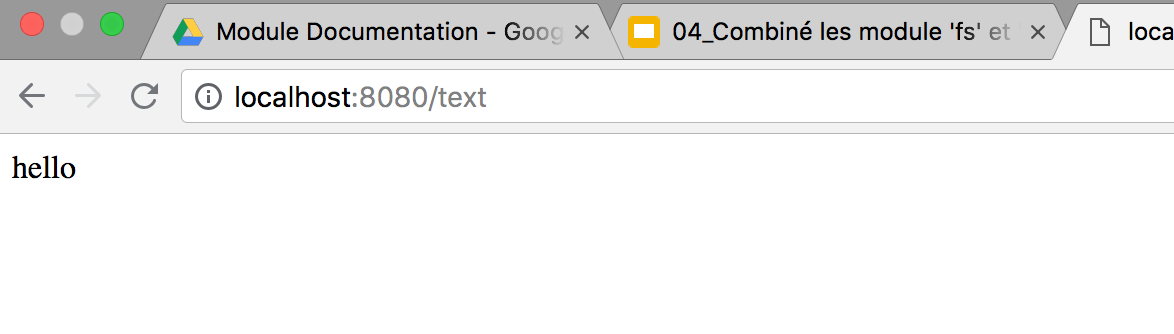 Module Documentation - Goog
04_Combiné les module 'fs' et
loca
localhost:8080/text
hello